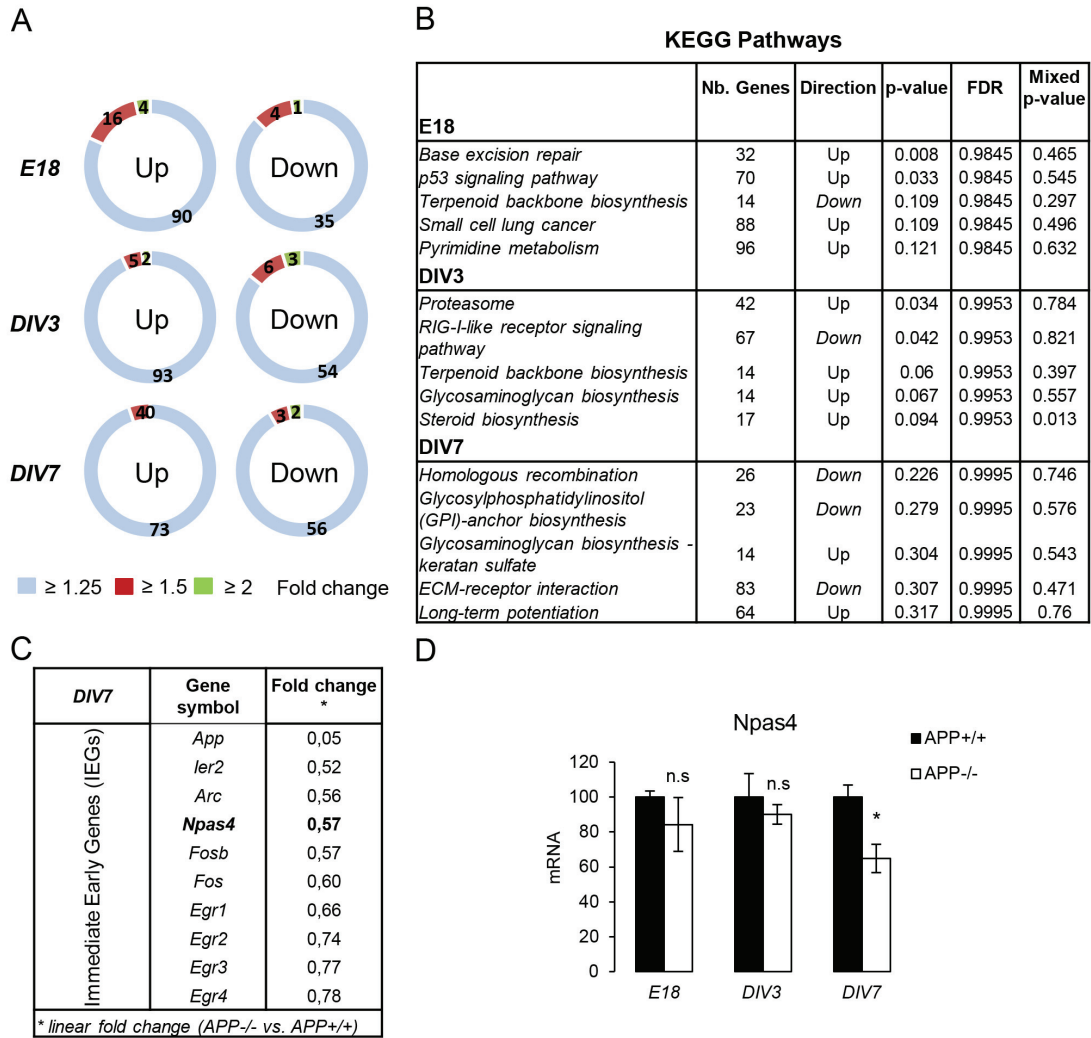 A
E18
16
4
Up
90
4
1
Down
35
DIV3
5
2
Up
93
6
3
Down
54
DIV7
4
0
Up
73
3
2
Down
56
≥ 1.25 ≥ 1.5 ≥ 2 Fold change
B
KEGG Pathways
Nb. Genes Direction p-value FDR Mixed
p-value
E18
Base excision repair 32 Up 0.008 0.9845 0.465
p53 signaling pathway 70 Up 0.033 0.9845 0.545
Terpenoid backbone biosynthesis 14 Down 0.109 0.9845 0.297
Small cell lung cancer 88 Up 0.109 0.9845 0.496
Pyrimidine metabolism 96 Up 0.121 0.9845 0.632
DIV3
Proteasome 42 Up 0.034 0.9953 0.784
RIG-I-like receptor signaling
pathway 67 Down 0.042 0.9953 0.821
Terpenoid backbone biosynthesis 14 Up 0.06 0.9953 0.397
Glycosaminoglycan biosynthesis 14 Up 0.067 0.9953 0.557
Steroid biosynthesis 17 Up 0.094 0.9953 0.013
DIV7
Homologous recombination 26 Down 0.226 0.9995 0.746
Glycosylphosphatidylinositol
(GPI)-anchor biosynthesis 23 Down 0.279 0.9995 0.576
Glycosaminoglycan biosynthesis -
keratan sulfate 14 Up 0.304 0.9995 0.543
ECM-receptor interaction 83 Down 0.307 0.9995 0.471
Long-term potentiation 64 Up 0.317 0.9995 0.76
C
DIV7 Gene
symbol Fold change
*
Immediate Early Genes (IEGs)
App 0,05
Ier2 0,52
Arc 0,56
Npas4 0,57
Fosb 0,57
Fos 0,60
Egr1 0,66
Egr2 0,74
Egr3 0,77
Egr4 0,78
* linear fold change (APP-/- vs. APP+/+)
D
Npas4
APP+/+
APP-/-
mRNA
120
100
80
60
40
20
0
n.s
n.s
*
E18 DIV3 DIV7